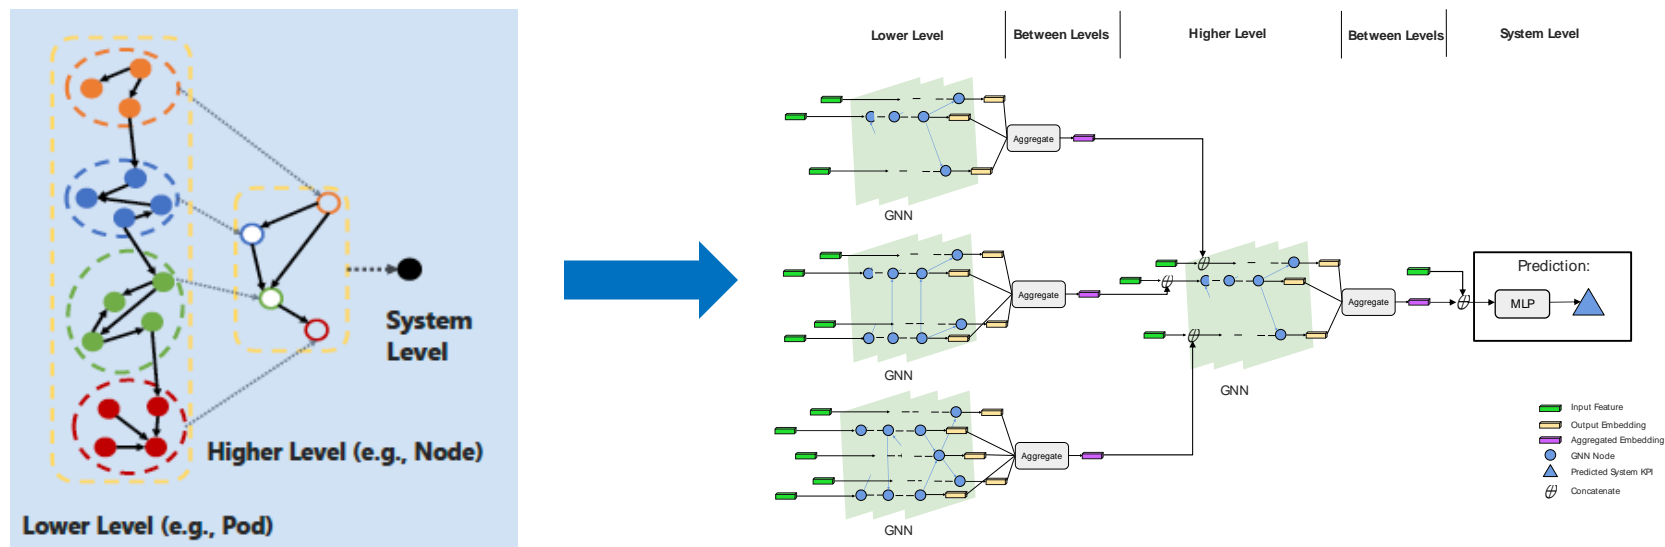 System
Level
Higher Level (e.g., Node)
Lower Level (e.g., Pod)
Lower Level
Between Levels
Higher Level
Between Levels
System Level
Aggregate
GNN
Aggregate
GNN
Aggregate
GNN
GNN
Aggregate
Prediction:
MLP
Input Feature
Output Embedding
Aggregated Embedding
GNN Node
Predicted System KPI
Concatenate